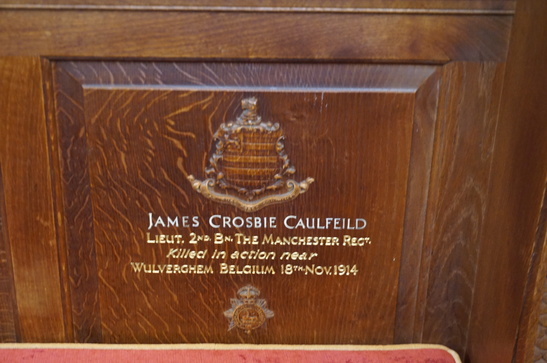 JAMES CROSBIE CAULFEILD
LIEUT. 2ND. BN. THE MANCHESTER REGT.
Killed in action near
WULVERGHEM BELGIUM 18TH. NOV. 1914